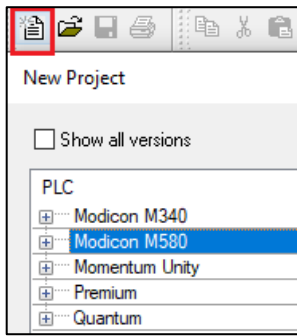 New Project
Show all versions
PLC
Modicon M340
Modicon M580
Momentum Unity
Premium
Quantum